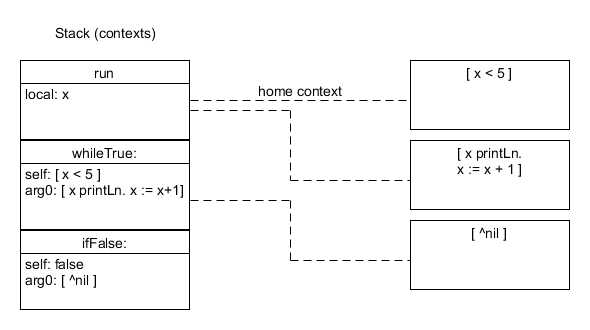 Stack (contexts)
run
local: x
home context
whileTrue:
self: [ x < 5 ]
arg0: [ x printLn. x := x+1]
ifFalse:
self: false
arg0: [ ^nil ]
[ x < 5 ]
[ x printLn.
x := x + 1 ]
[ ^nil ]